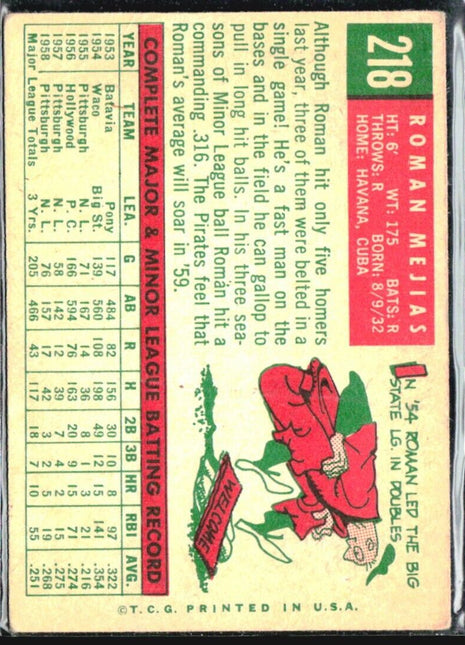 218
ROMAN MEJIAS
HT: 6' WT: 175 BATS: R
THROWS: R BORN: 8/9/32
HOME: HAVANA, CUBA
Although Roman hit only five homers
last year, three of them were belted in a
single game! He's a fast man on the
bases and in the field he can gallop to
pull in long hit balls. In his three sea-
sons of Minor League ball Roman hit a
commanding .316. The Pirates feel that
Roman's average will soar in '59.
IN '54 ROMAN LED THE BIG
STATE LG. IN DOUBLES
WELCOME
COMPLETE MAJOR & MINOR LEAGUE BATTING RECORD
YEAR TEAM LEA. G AB R H 2B 3B HR RBI AVG.
1953 Batavia Pony 117 484 82 156 30 10 8 97 .322
1954 Waco Big St. 139 560 108 198 .354
1955 Pittsburgh N. L. 71 167 14 36 8 1 3 21 .216
1956 Hollywood P. C. 166 594 76 163 20 5 15 .274
1957 Pittsburgh N. L. 58 142 12 39 7 4 2 15 .275
1958 Pittsburgh N. L. 76 157 17 42 3 2 5 19 .268
Major League Totals 3 Yrs. 205 466 43 117 18 7 10 55 .251
©T.C.G. PRINTED IN U.S.A.